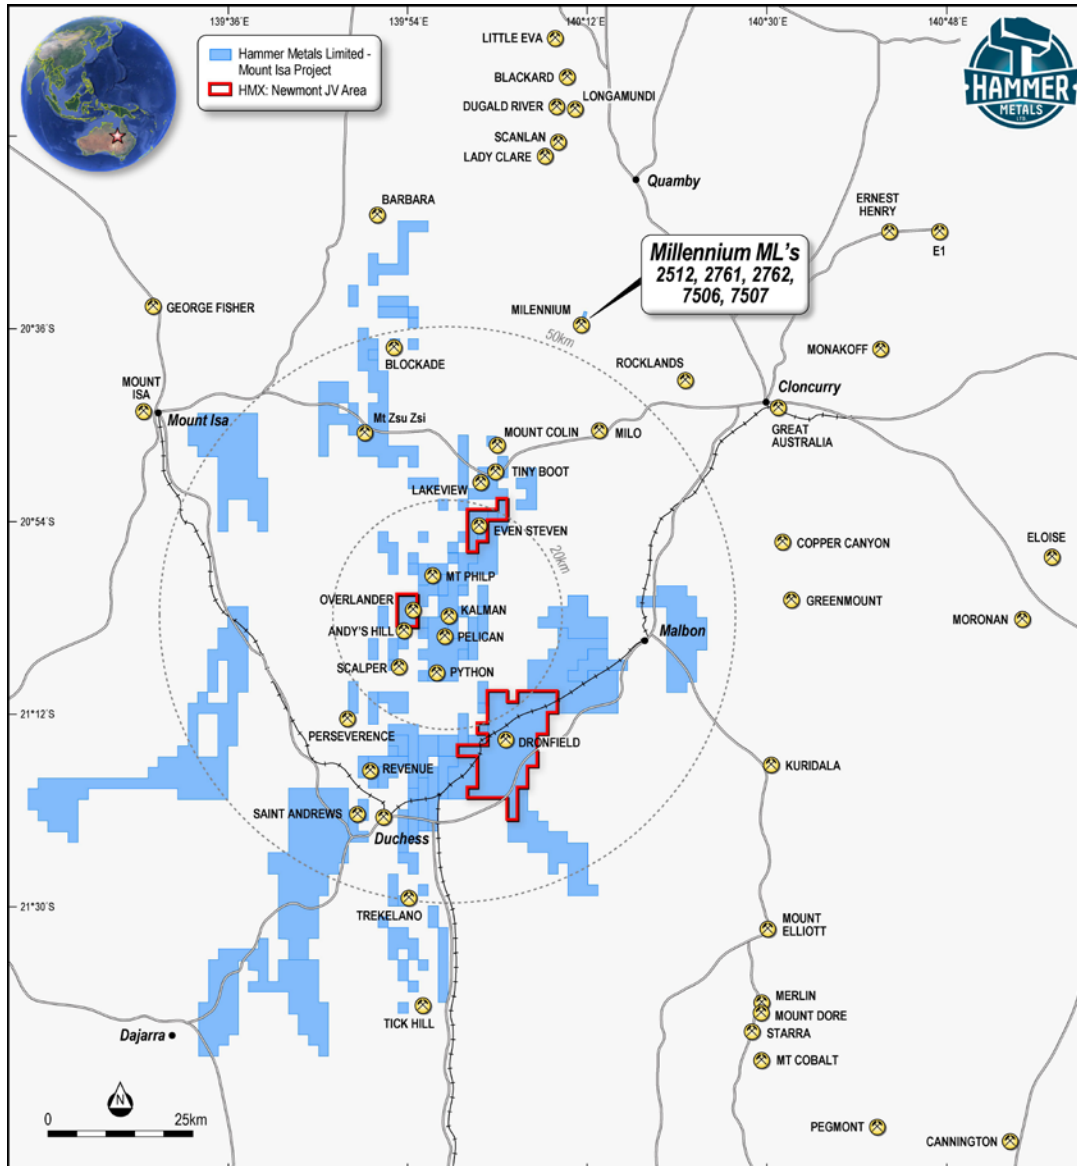 139°36'E
139°54'E
140°12'E
140°30'E
140°48'E
Hammer Metals Limited -
Mount Isa Project
HMX: Newmont JV Area
HAMMER
METALS
LTD
LITTLE EVA
BLACKARD
DUGALD RIVER
LONGAMUNDI
SCANLAN
LADY CLARE
Quamby
BARBARA
ERNEST
HENRY
E1
Millennium ML's
2512, 2761, 2762,
7506, 7507
GEORGE FISHER
MILENNIUM
20°36'S
50km
BLOCKADE
ROCKLANDS
MONAKOFF
MOUNT
ISA
Mount Isa
Cloncurry
GREAT
AUSTRALIA
Mt Zsu Zsi
MOUNT COLIN
MILO
TINY BOOT
LAKEVIEW
20°54'S
EVEN STEVEN
20km
COPPER CANYON
ELOISE
MT PHILP
OVERLANDER
KALMAN
GREENMOUNT
MORONAN
ANDY'S HILL
PELICAN
Malbon
SCALPER
PYTHON
21°12'S
PERSEVERENCE
DRONFIELD
REVENUE
KURIDALA
SAINT ANDREWS
Duchess
21°30'S
TREKELANO
MOUNT
ELLIOTT
MERLIN
MOUNT DORE
TICK HILL
STARRA
Dajarra
MT COBALT
N
0
25km
PEGMONT
CANNINGTON